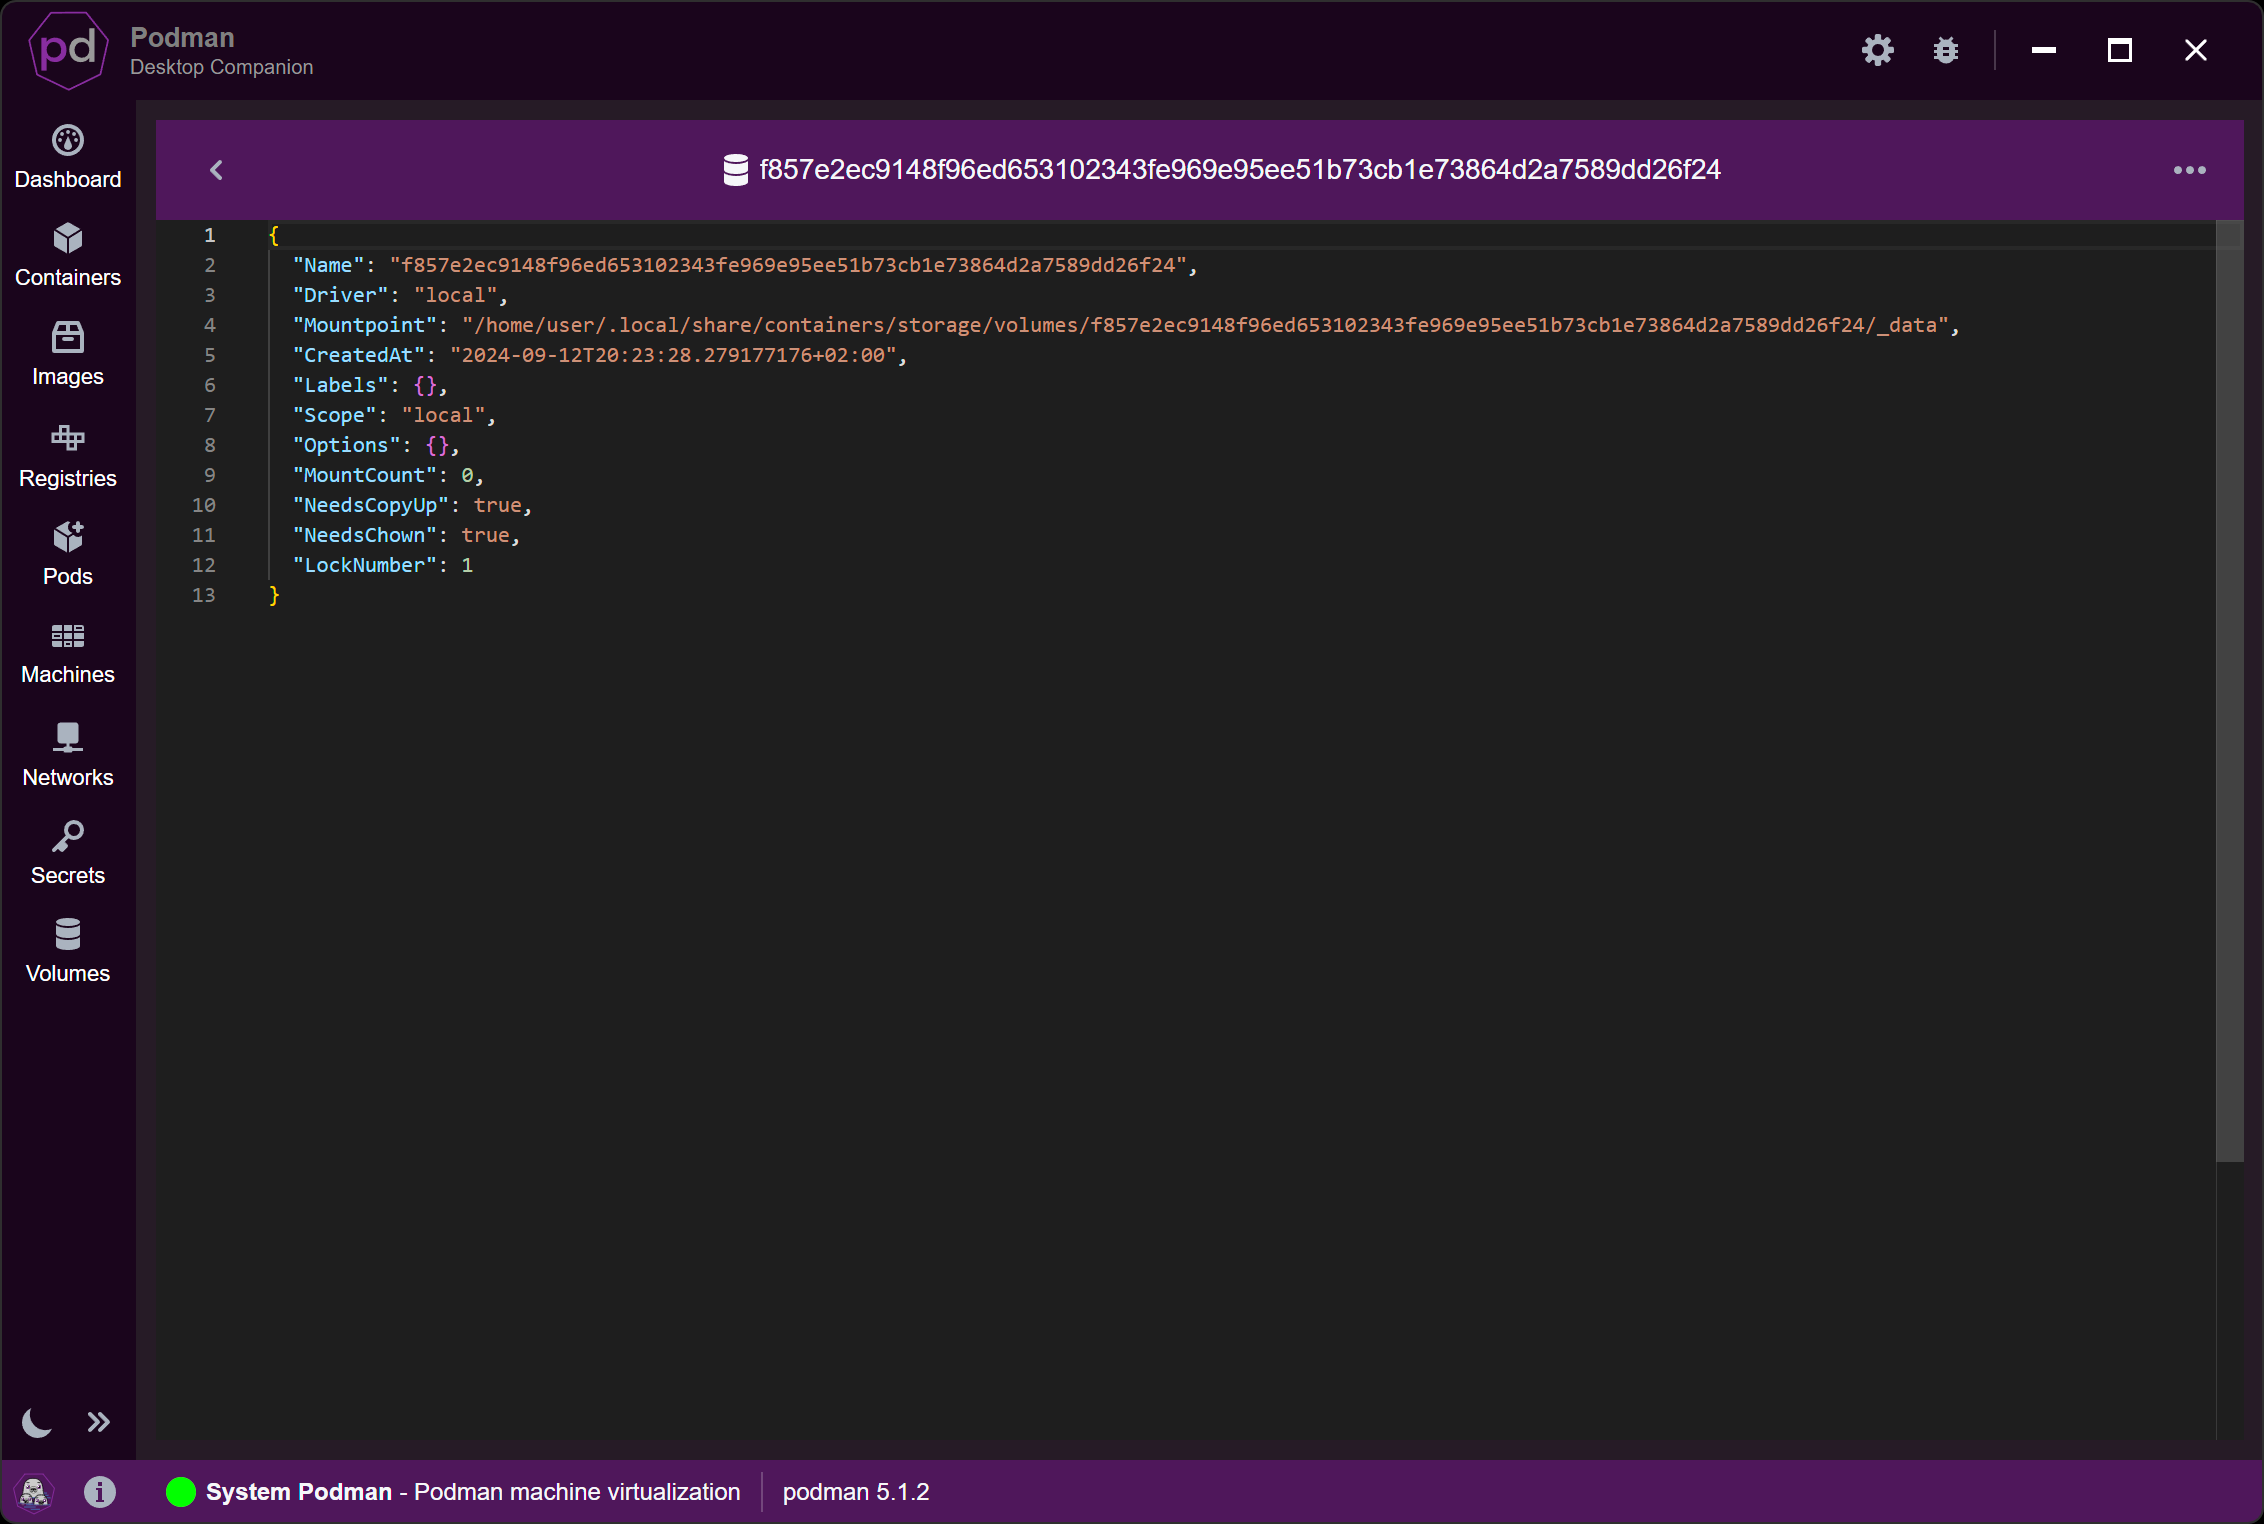 pd
Podman
Desktop Companion
Dashboard
Containers
Images
Registries
Pods
Machines
Networks
Secrets
Volumes
f857e2ec9148f96ed653102343fe969e95ee51b73cb1e73864d2a7589dd26f24
1 {
2 "Name": "f857e2ec9148f96ed653102343fe969e95ee51b73cb1e73864d2a7589dd26f24",
3 "Driver": "local",
4 "Mountpoint": "/home/user/.local/share/containers/storage/volumes/f857e2ec9148f96ed653102343fe969e95ee51b73cb1e73864d2a7589dd26f24/_data",
5 "CreatedAt": "2024-09-12T20:23:28.279177176+02:00",
6 "Labels": {},
7 "Scope": "local",
8 "Options": {},
9 "MountCount": 0,
10 "NeedsCopyUp": true,
11 "NeedsChown": true,
12 "LockNumber": 1
13 }
System Podman - Podman machine virtualization
podman 5.1.2